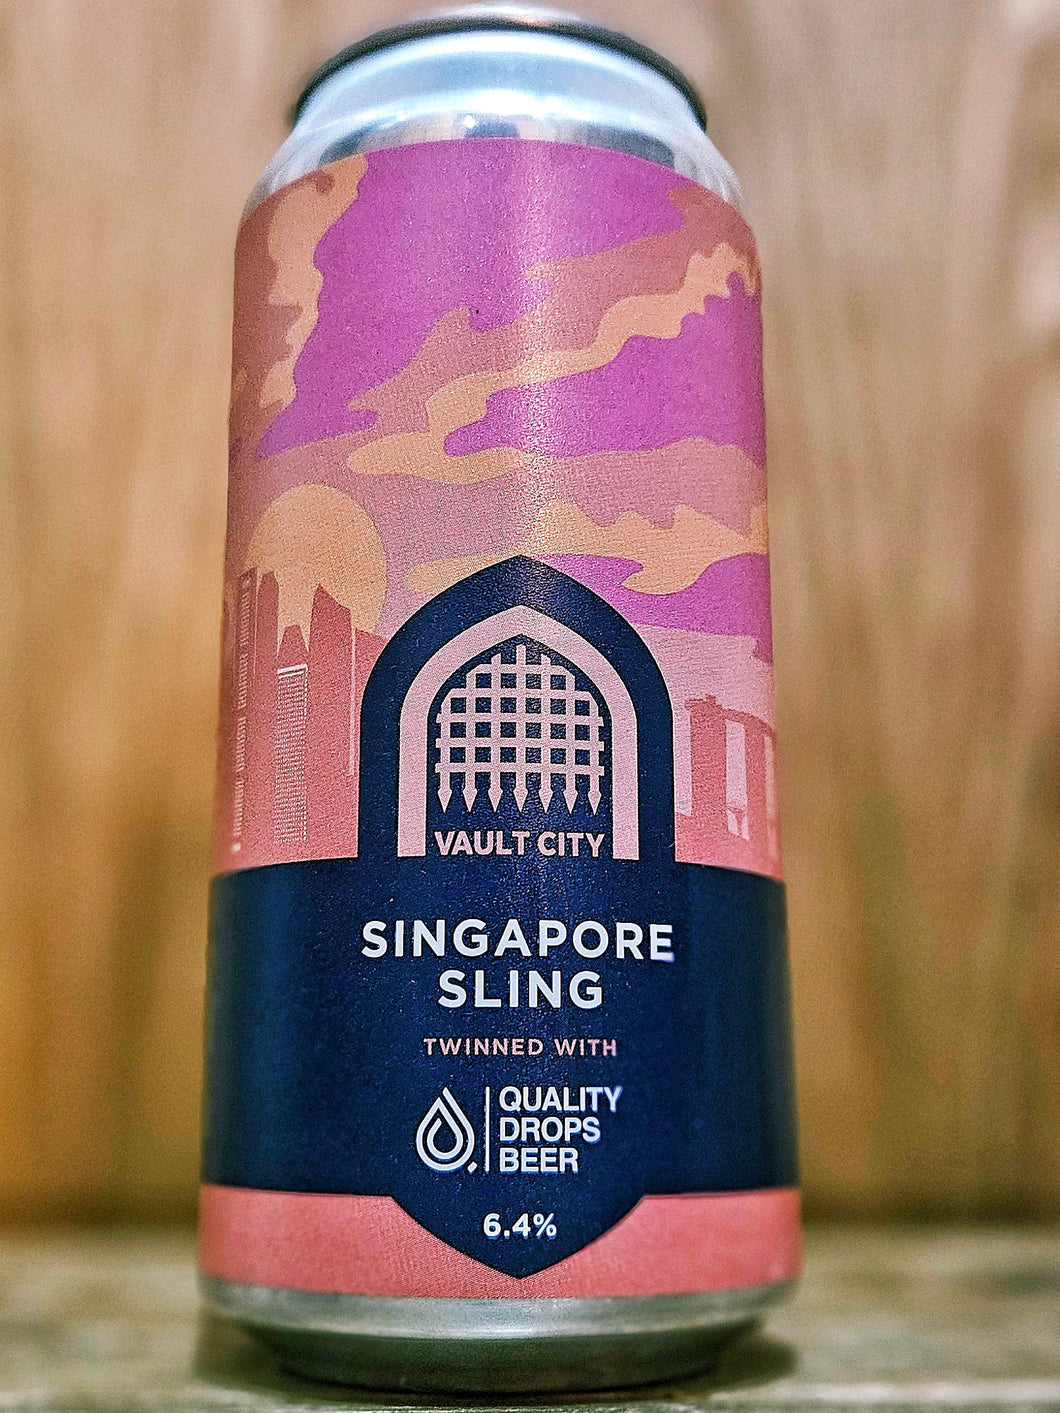 VAULT CITY
SINGAPORE
SLING
TWINNED WITH
QUALITY
DROPS
BEER
6.4%